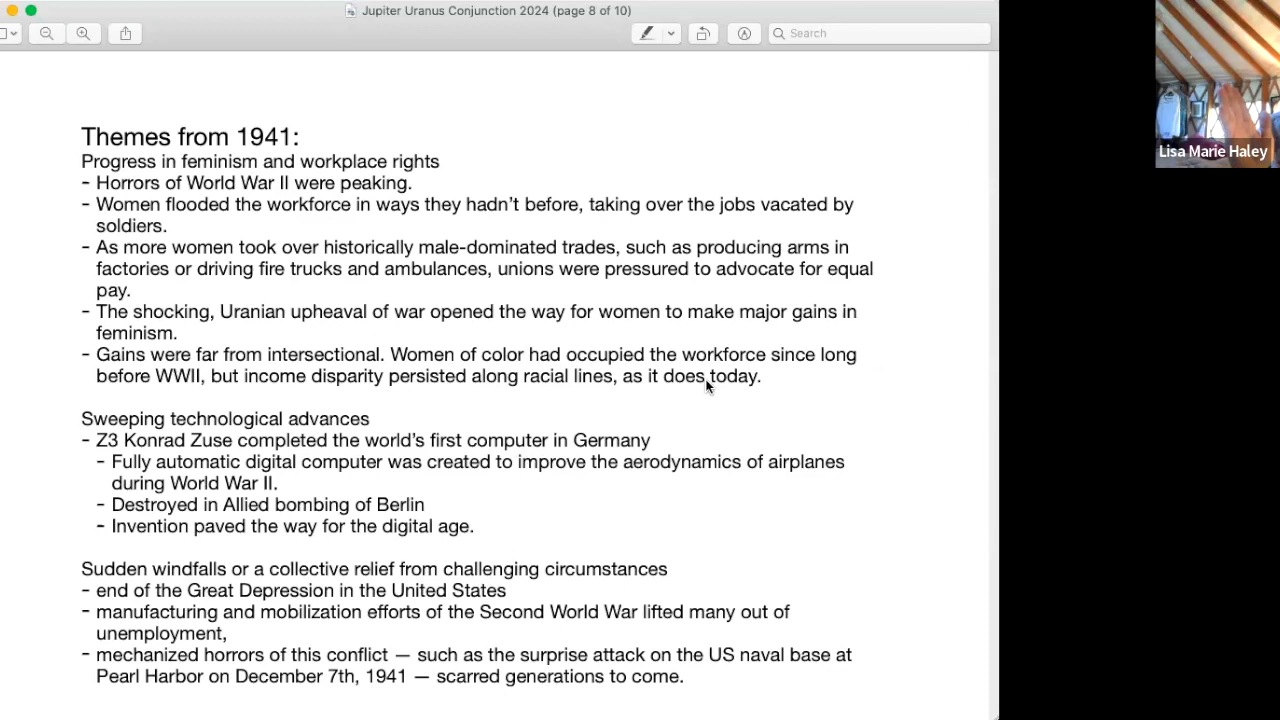 Jupiter Uranus Conjunction 2024 (page 8 of 10)
Search
Lisa Marie Haley
Themes from 1941:
Progress in feminism and workplace rights
- Horrors of World War II were peaking.
- Women flooded the workforce in ways they hadn't before, taking over the jobs vacated by
soldiers.
- As more women took over historically male-dominated trades, such as producing arms in
factories or driving fire trucks and ambulances, unions were pressured to advocate for equal
pay.
- The shocking, Uranian upheaval of war opened the way for women to make major gains in
feminism.
- Gains were far from intersectional. Women of color had occupied the workforce since long
before WWII, but income disparity persisted along racial lines, as it does today.
Sweeping technological advances
- Z3 Konrad Zuse completed the world's first computer in Germany
- Fully automatic digital computer was created to improve the aerodynamics of airplanes
during World War II.
- Destroyed in Allied bombing of Berlin
- Invention paved the way for the digital age.
Sudden windfalls or a collective relief from challenging circumstances
- end of the Great Depression in the United States
- manufacturing and mobilization efforts of the Second World War lifted many out of
unemployment,
- mechanized horrors of this conflict — such as the surprise attack on the US naval base at
Pearl Harbor on December 7th, 1941 — scarred generations to come.